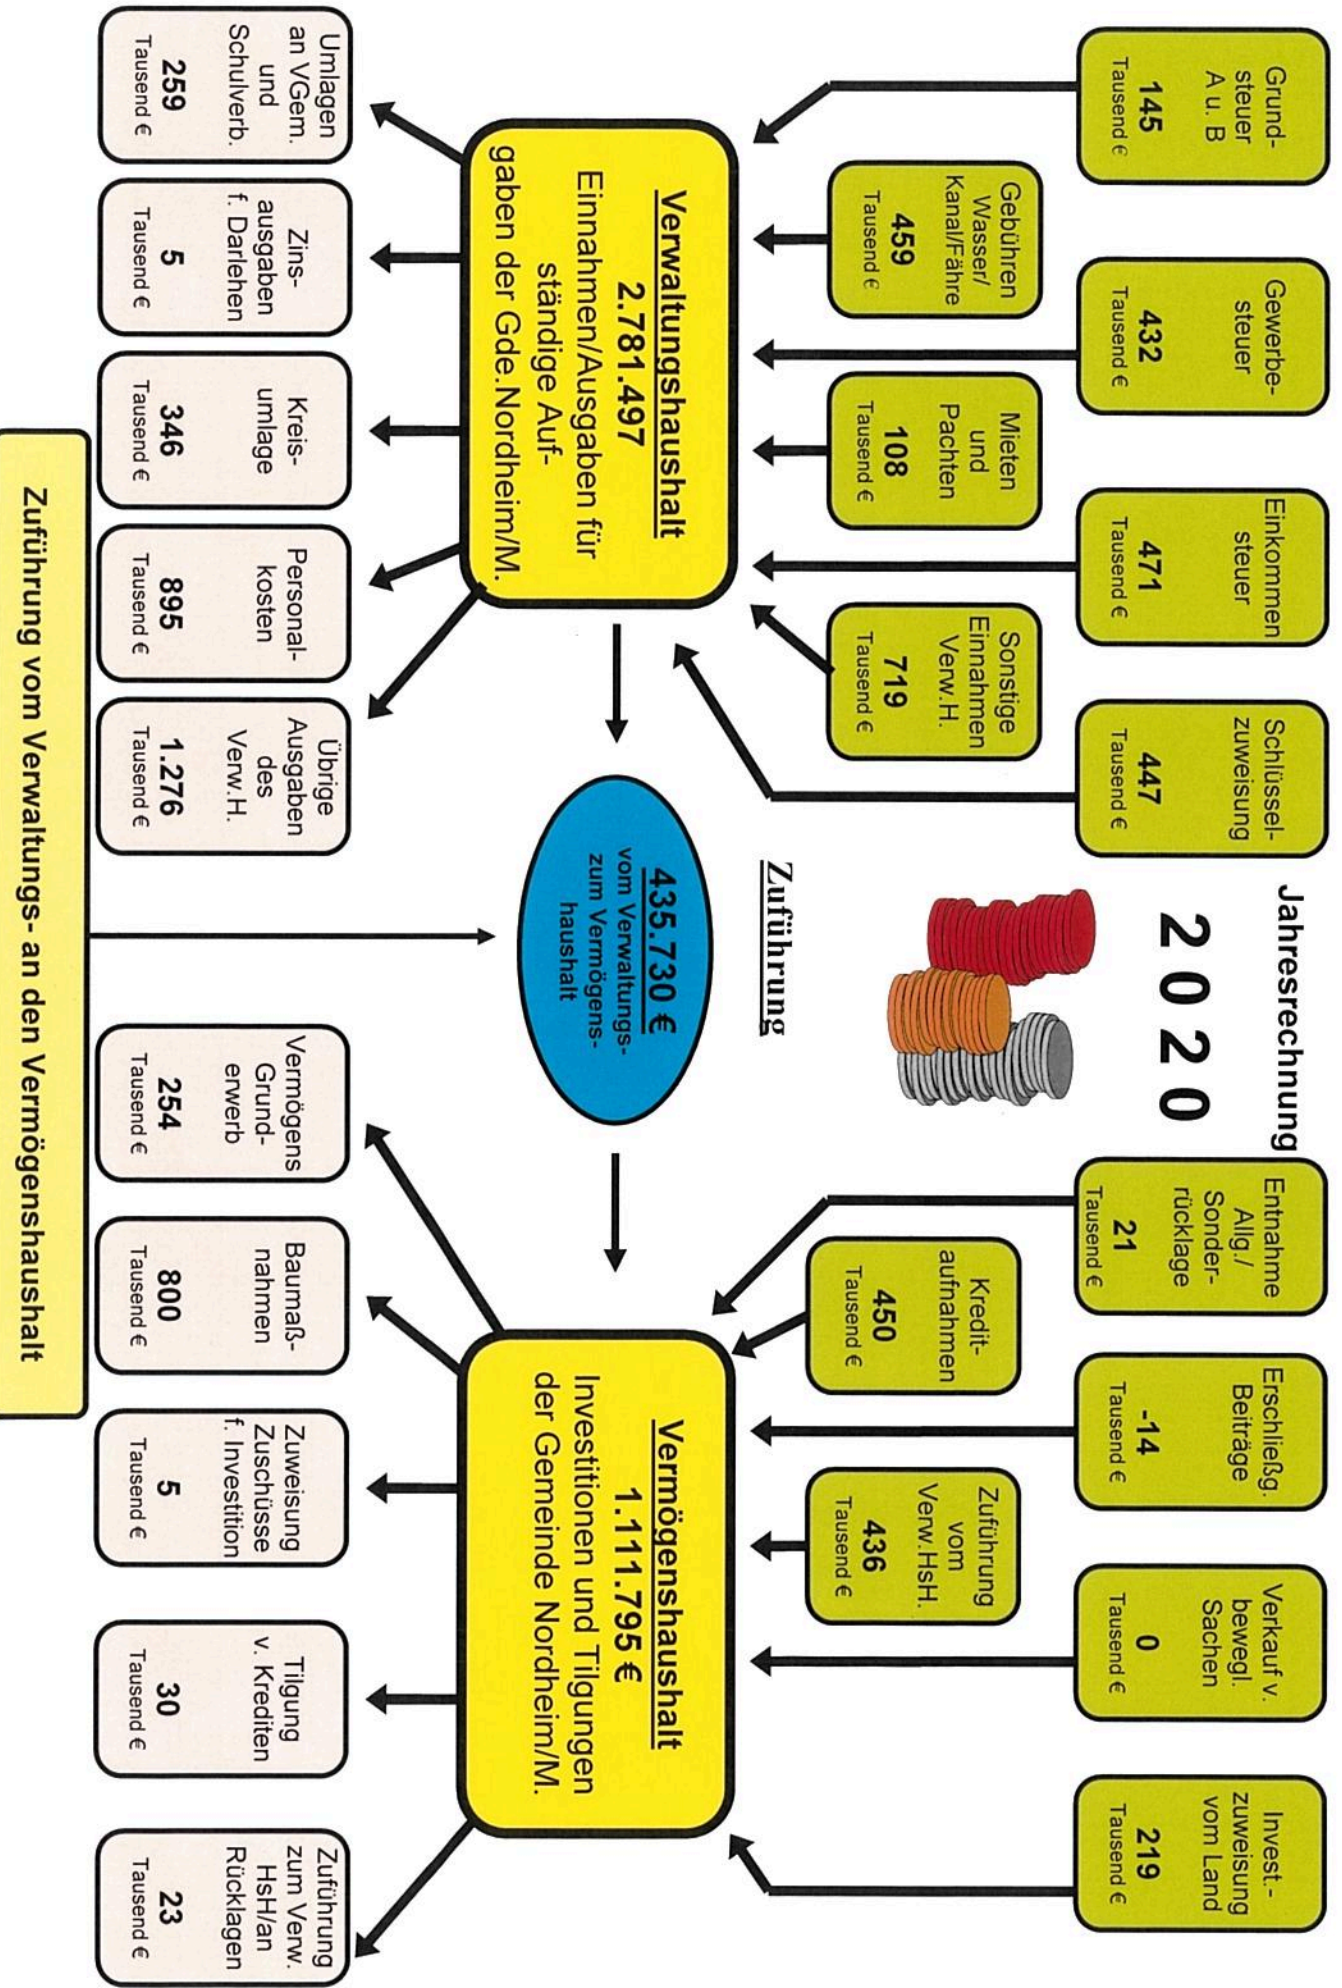 Jahresrechnung
2 0 2 0
Grund-
steuer
A u. B
145
Tausend €
Gewerbe-
steuer
432
Tausend €
Einkommen
steuer
471
Tausend €
Schlüssel-
zuweisung
447
Tausend €
Entnahme
Allg./
Sonder-
rücklage
21
Tausend €
Erschließg.
Beiträge
-14
Tausend €
Verkauf v.
bewegl.
Sachen
0
Tausend €
Invest.-
zuweisung
vom Land
219
Tausend €
Gebühren
Wasser/
Kanal/Fähre
459
Tausend €
Mieten
und
Pachten
108
Tausend €
Sonstige
Einnahmen
Verw.H.
719
Tausend €
Kredit-
aufnahmen
450
Tausend €
Zuführung
vom
Verw.HsH.
436
Tausend €
Verwaltungshaushalt
2.781.497
Einnahmen/Ausgaben für
ständige Auf-
gaben der Gde.Nordheim/M.
Zuführung
435.730 €
vom Verwaltungs-
zum Vermögens-
haushalt
Vermögenshaushalt
1.111.795 €
Investitionen und Tilgungen
der Gemeinde Nordheim/M.
Umlagen
an VGem.
und
Schulverb.
259
Tausend €
Zins-
ausgaben
f. Darlehen
5
Tausend €
Kreis-
umlage
346
Tausend €
Personal-
kosten
895
Tausend €
Übrige
Ausgaben
des
Verw.H.
1.276
Tausend €
Vermögens
Grund-
erwerb
254
Tausend €
Baumaß-
nahmen
800
Tausend €
Zuweisung
Zuschüsse
f. Investition
5
Tausend €
Tilgung
v. Krediten
30
Tausend €
Zuführung
zum Verw.
HsH/an
Rücklagen
23
Tausend €
Zuführung vom Verwaltungs- an den Vermögenshaushalt